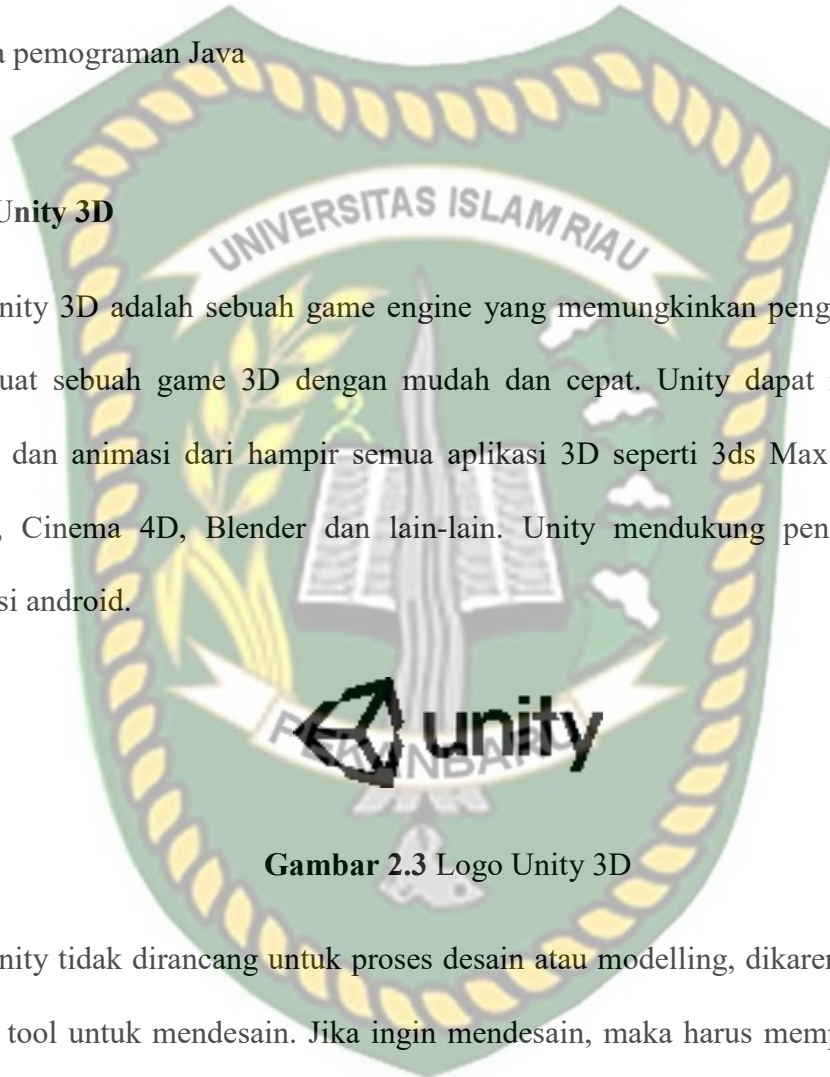 a pemograman Java
Unity 3D
UNIVERSITAS ISLAM RIAU
nity 3D adalah sebuah game engine yang memungkinkan peng
uat sebuah game 3D dengan mudah dan cepat. Unity dapat
dan animasi dari hampir semua aplikasi 3D seperti 3ds Max
, Cinema 4D, Blender dan lain-lain. Unity mendukung pen
si android.
unity
PEKANBARU
Gambar 2.3 Logo Unity 3D
nity tidak dirancang untuk proses desain atau modelling, dikaren
tool untuk mendesain. Jika ingin mendesain, maka harus memp